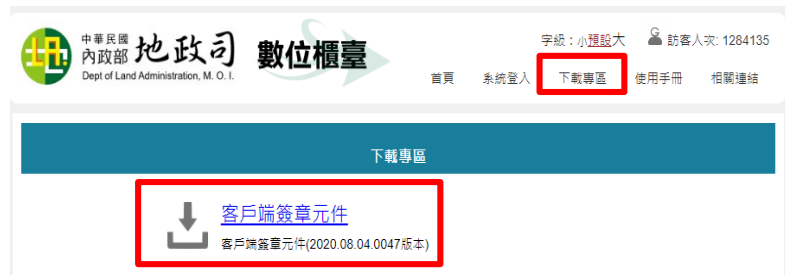 中華民國
內政部 地政司 數位櫃臺
Dept of Land Administration, M. O. I.
字級：小預設大 訪客人次: 1284135
首頁 系統登入 下載專區 使用手冊 相關連結
下載專區
客戶端簽章元件
客戶端簽章元件(2020.08.04.0047版本)